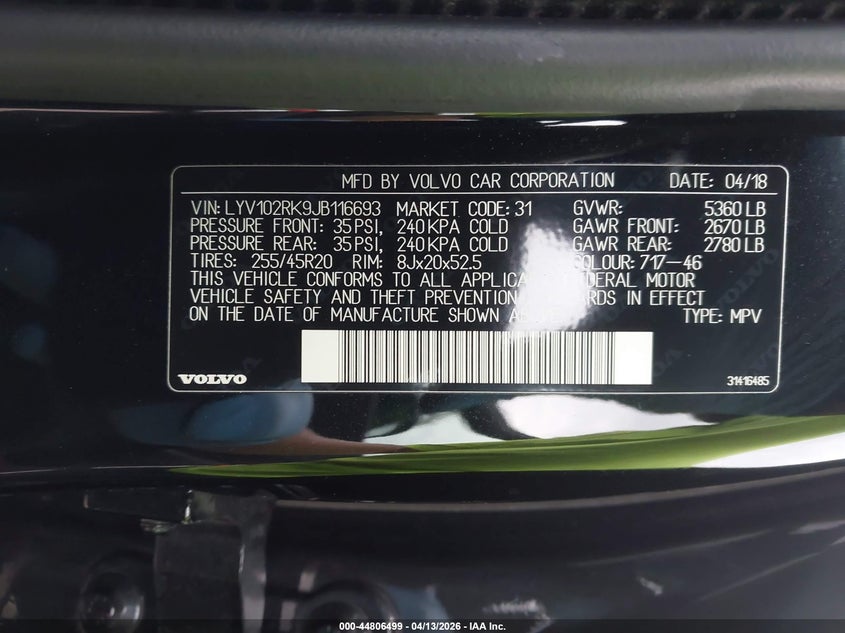 MFD BY VOLVO CAR CORPORATION DATE: 04/18
VIN: LYV102RK9JB116693 MARKET CODE: 31 GVWR: 5360 LB
PRESSURE FRONT: 35 PSI, 240 KPA COLD GAWR FRONT: 2670 LB
PRESSURE REAR: 35 PSI, 240 KPA COLD GAWR REAR: 2780 LB
TIRES: 255/45R20 RIM: 8Jx20x52.5 COLOUR: 717-46
THIS VEHICLE CONFORMS TO ALL MOTOR
VEHICLE SAFETY AND THEFT PREVENTION IN EFFECT
ON THE DATE OF MANUFACTURE SHOWN TYPE: MPV
VOLVO 31416485
000-44806499 - 04/13/2026 - IAA Inc.